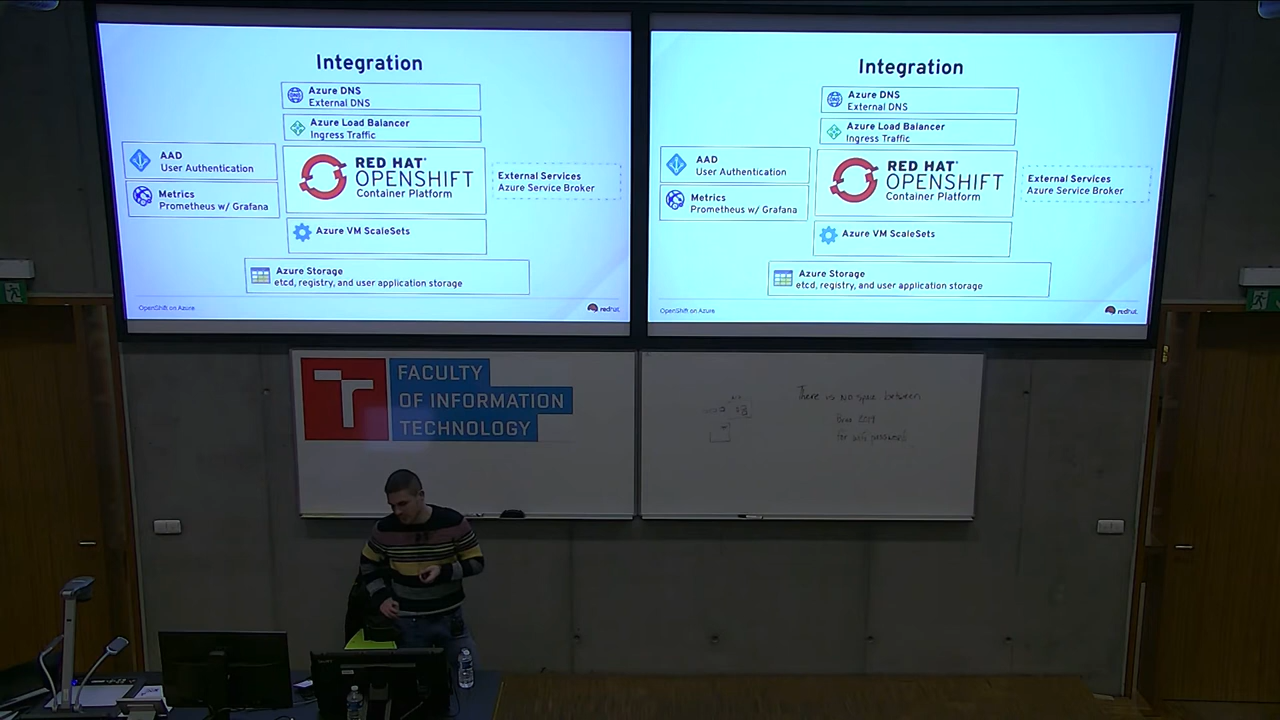 Integration
Azure DNS
External DNS
Azure Load Balancer
Ingress Traffic
AAD
User Authentication
Metrics
Prometheus w/ Grafana
RED HAT®
OPENSHIFT
Container Platform
External Services
Azure Service Broker
Azure VM ScaleSets
Azure Storage
etcd, registry, and user application storage
OpenShift on Azure
redhat.
Integration
Azure DNS
External DNS
Azure Load Balancer
Ingress Traffic
AAD
User Authentication
Metrics
Prometheus w/ Grafana
RED HAT®
OPENSHIFT
Container Platform
External Services
Azure Service Broker
Azure VM ScaleSets
Azure Storage
etcd, registry, and user application storage
OpenShift on Azure
redhat.
T
FACULTY
OF INFORMATION
TECHNOLOGY
There is No space between
for wifi password